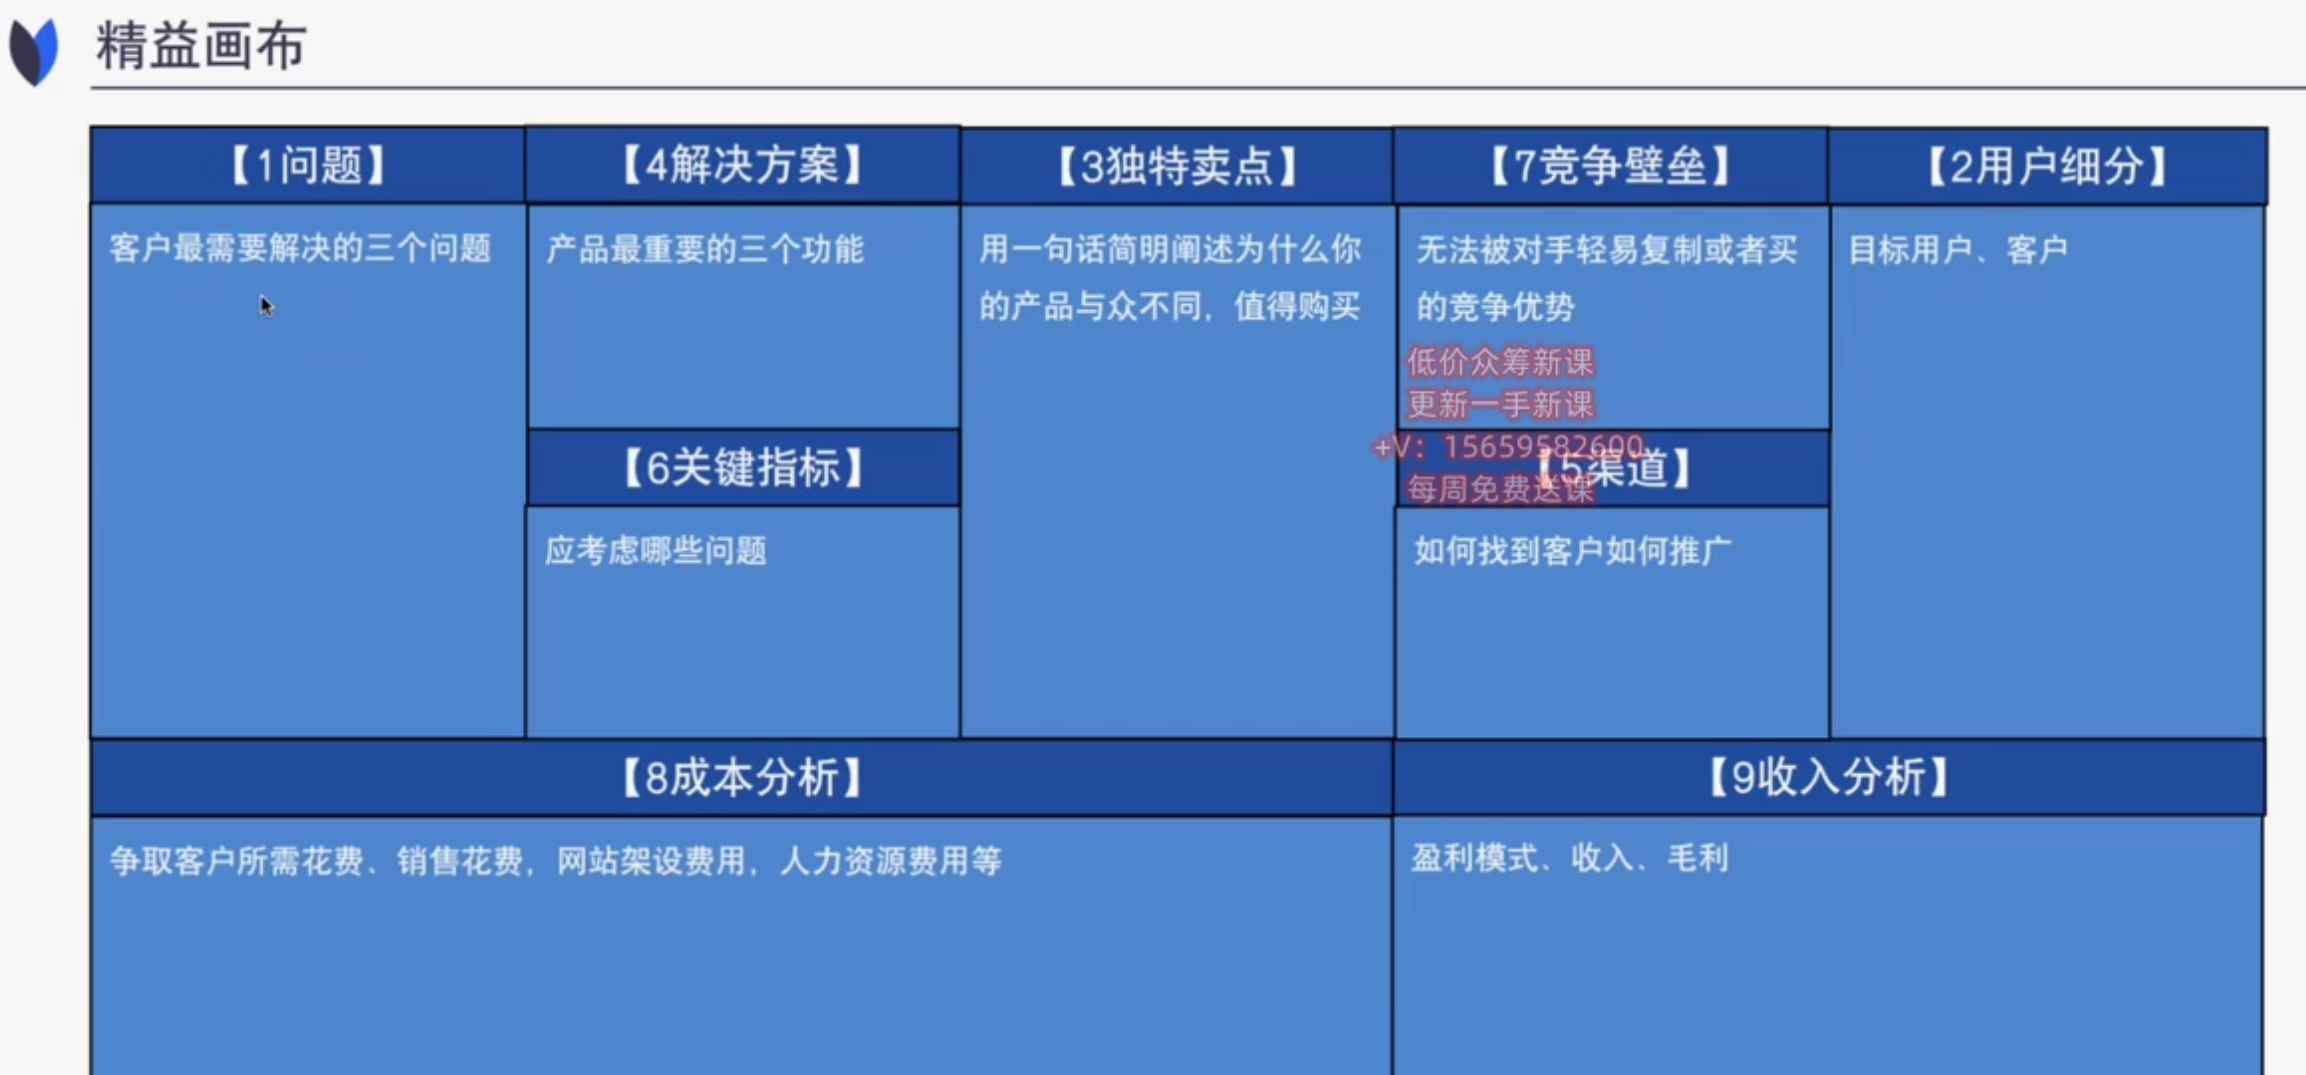 精益画布
【1问题】
【4解决方案】
【3独特卖点】
【7竞争壁垒】
【2用户细分】
客户最需要解决的三个问题
产品最重要的三个功能
用一句话简明阐述为什么你
的产品与众不同，值得购买
无法被对手轻易复制或者买
的竞争优势
目标用户、客户
低价众筹新课
更新一手新课
+V：15659582600
每周免费送课
【6关键指标】
【5渠道】
应考虑哪些问题
如何找到客户如何推广
【8成本分析】
【9收入分析】
争取客户所需花费、销售花费，网站架设费用，人力资源费用等
盈利模式、收入、毛利